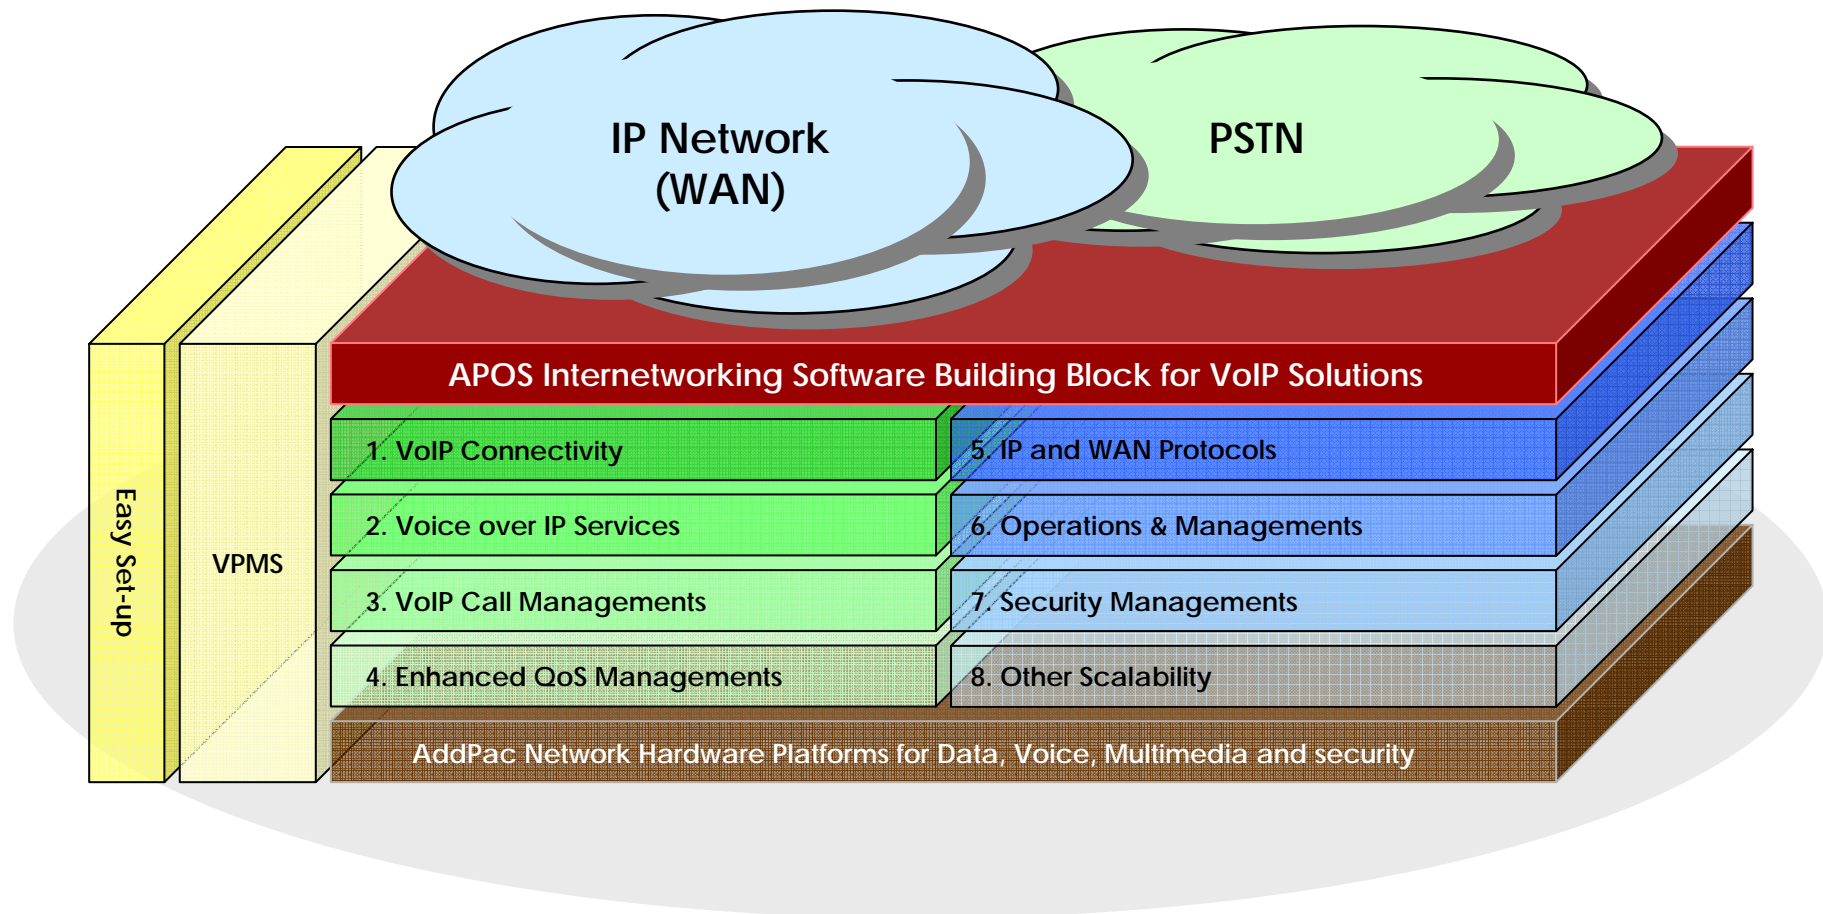 IP Network
(WAN)
PSTN
APOS Internetworking Software Building Block for VoIP Solutions
1. VoIP Connectivity
2. Voice over IP Services
3. VoIP Call Managements
4. Enhanced QoS Managements
5. IP and WAN Protocols
6. Operations & Managements
7. Security Managements
8. Other Scalability
AddPac Network Hardware Platforms for Data, Voice, Multimedia and security
Easy Set-up
VPMS